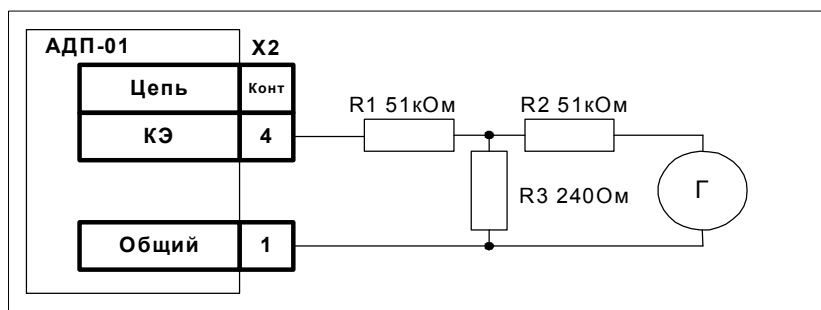 АДП-01 X2
Цепь Конт
R1 51кОм R2 51кОм
КЭ 4
R3 240Ом Г
Общий 1